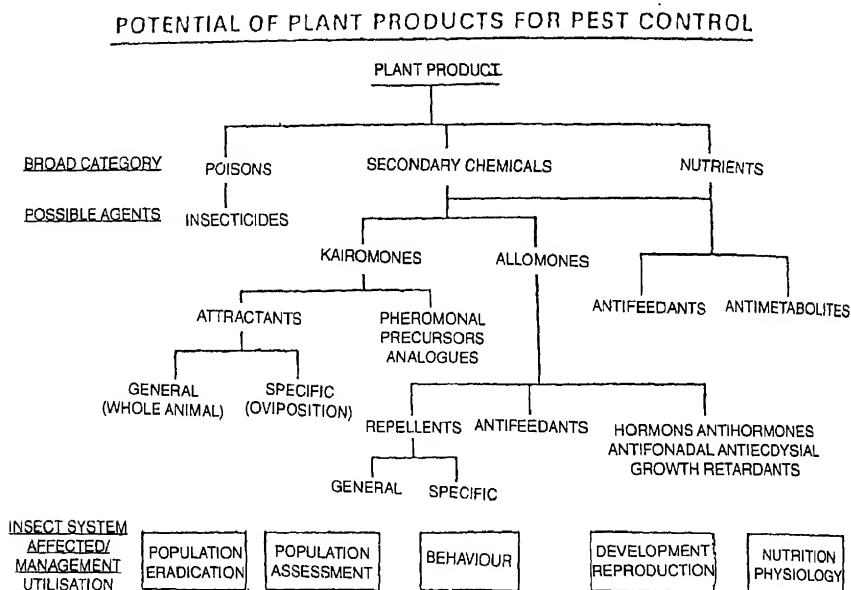 POTENTIAL OF PLANT PRODUCTS FOR PEST CONTROL
PLANT PRODUCT
BROAD CATEGORY
POISONS
SECONDARY CHEMICALS
NUTRIENTS
POSSIBLE AGENTS
INSECTICIDES
KAIROMONES
ALLOMONES
ANTIFEEDANTS
ANTIMETABOLITES
ATTRACTANTS
PHEROMONAL
PRECURSORS
ANALOGUES
GENERAL
(WHOLE ANIMAL)
SPECIFIC
(OVIPOSITION)
REPELLENTS
ANTIFEEDANTS
HORMONS ANTIHORMONES
ANTIFONADAL ANTIECDYSIAL
GROWTH RETARDANTS
GENERAL
SPECIFIC
INSECT SYSTEM
AFFECTED/
MANAGEMENT
UTILISATION
POPULATION
ERADICATION
POPULATION
ASSESSMENT
BEHAVIOUR
DEVELOPMENT
REPRODUCTION
NUTRITION
PHYSIOLOGY